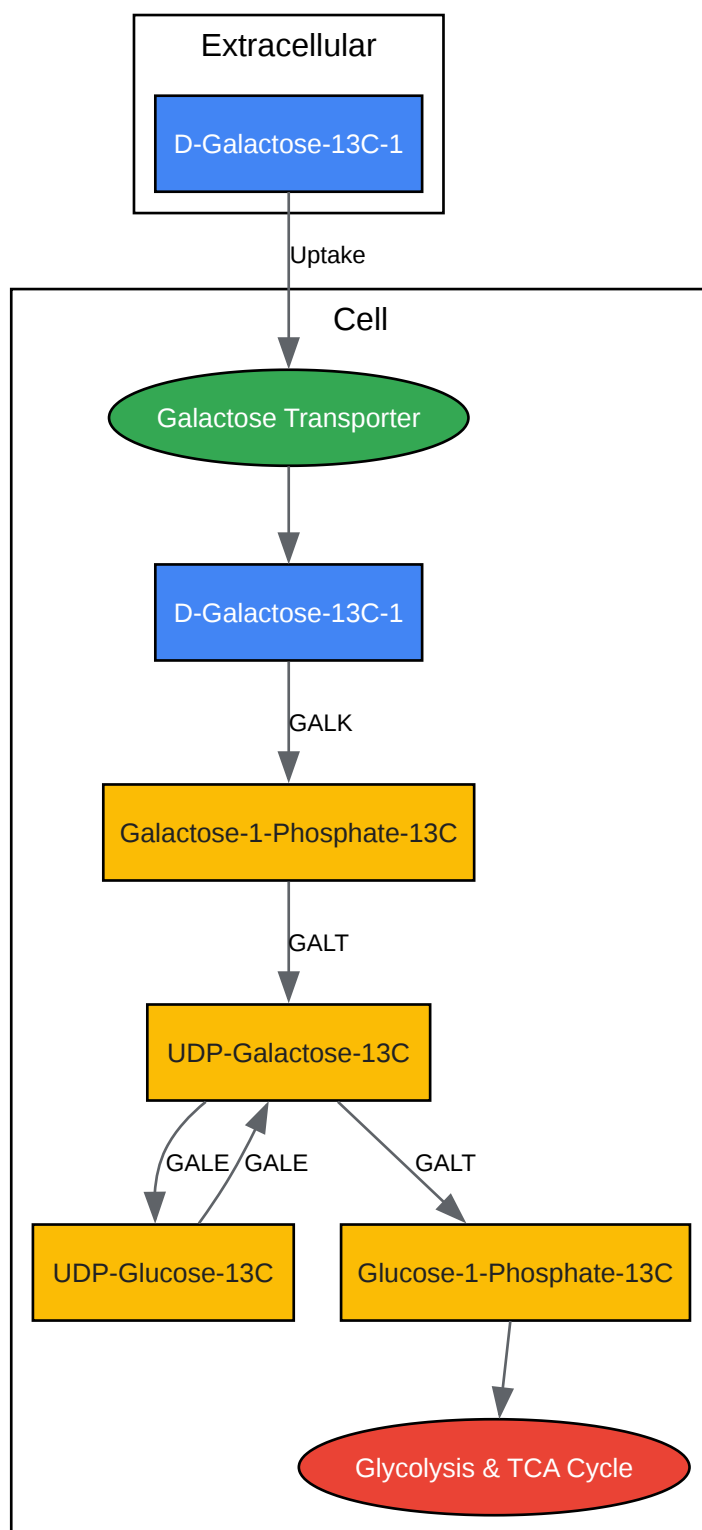 Extracellular
D-Galactose-13C-1
Uptake
Cell
Galactose Transporter
D-Galactose-13C-1
GALK
Galactose-1-Phosphate-13C
GALT
UDP-Galactose-13C
GALE
GALE
GALT
UDP-Glucose-13C
Glucose-1-Phosphate-13C
Glycolysis & TCA Cycle